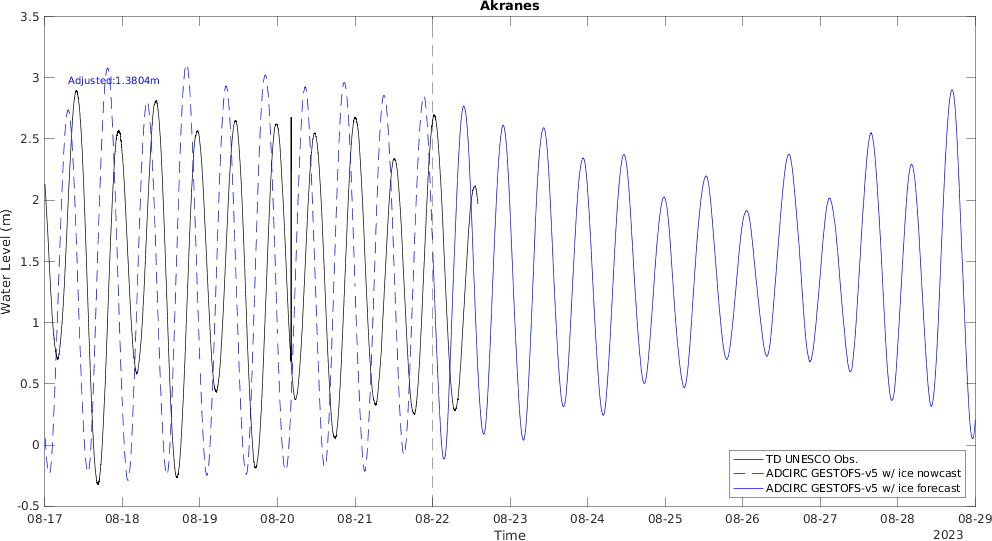 Akranes
3.5
3
2.5
2
1.5
1
0.5
0
-0.5
Water Level (m)
Adjusted:1.3804m
TD UNESCO Obs.
ADCIRC GESTOFS-v5 w/ ice nowcast
ADCIRC GESTOFS-v5 w/ ice forecast
08-17 08-18 08-19 08-20 08-21 08-22 08-23 08-24 08-25 08-26 08-27 08-28 08-29
Time
2023